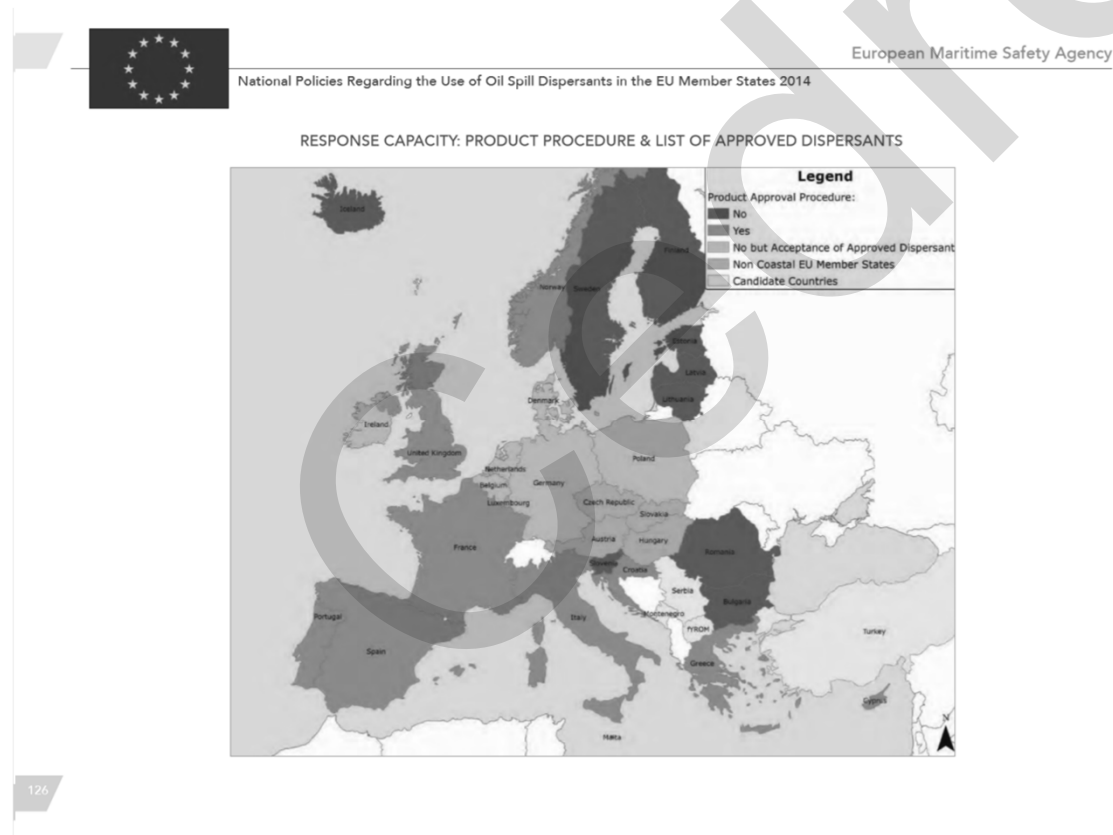 European Maritime Safety Agency
National Policies Regarding the Use of Oil Spill Dispersants in the EU Member States 2014
RESPONSE CAPACITY: PRODUCT PROCEDURE & LIST OF APPROVED DISPERSANTS
Legend
Product Approval Procedure:
No
Yes
No but Acceptance of Approved Dispersant
Non Coastal EU Member States
Candidate Countries
Iceland
Finland
Norway
Sweden
Estonia
Latvia
Lithuania
Denmark
Ireland
United Kingdom
Netherlands
Poland
Belgium
Germany
Luxembourg
Czech Republic
Slovakia
Austria
Hungary
France
Romania
Slovenia
Croatia
Serbia
Bulgaria
Montenegro
Portugal
Italy
FYROM
Turkey
Spain
Greece
Cyprus
Malta
N
126
Cedre